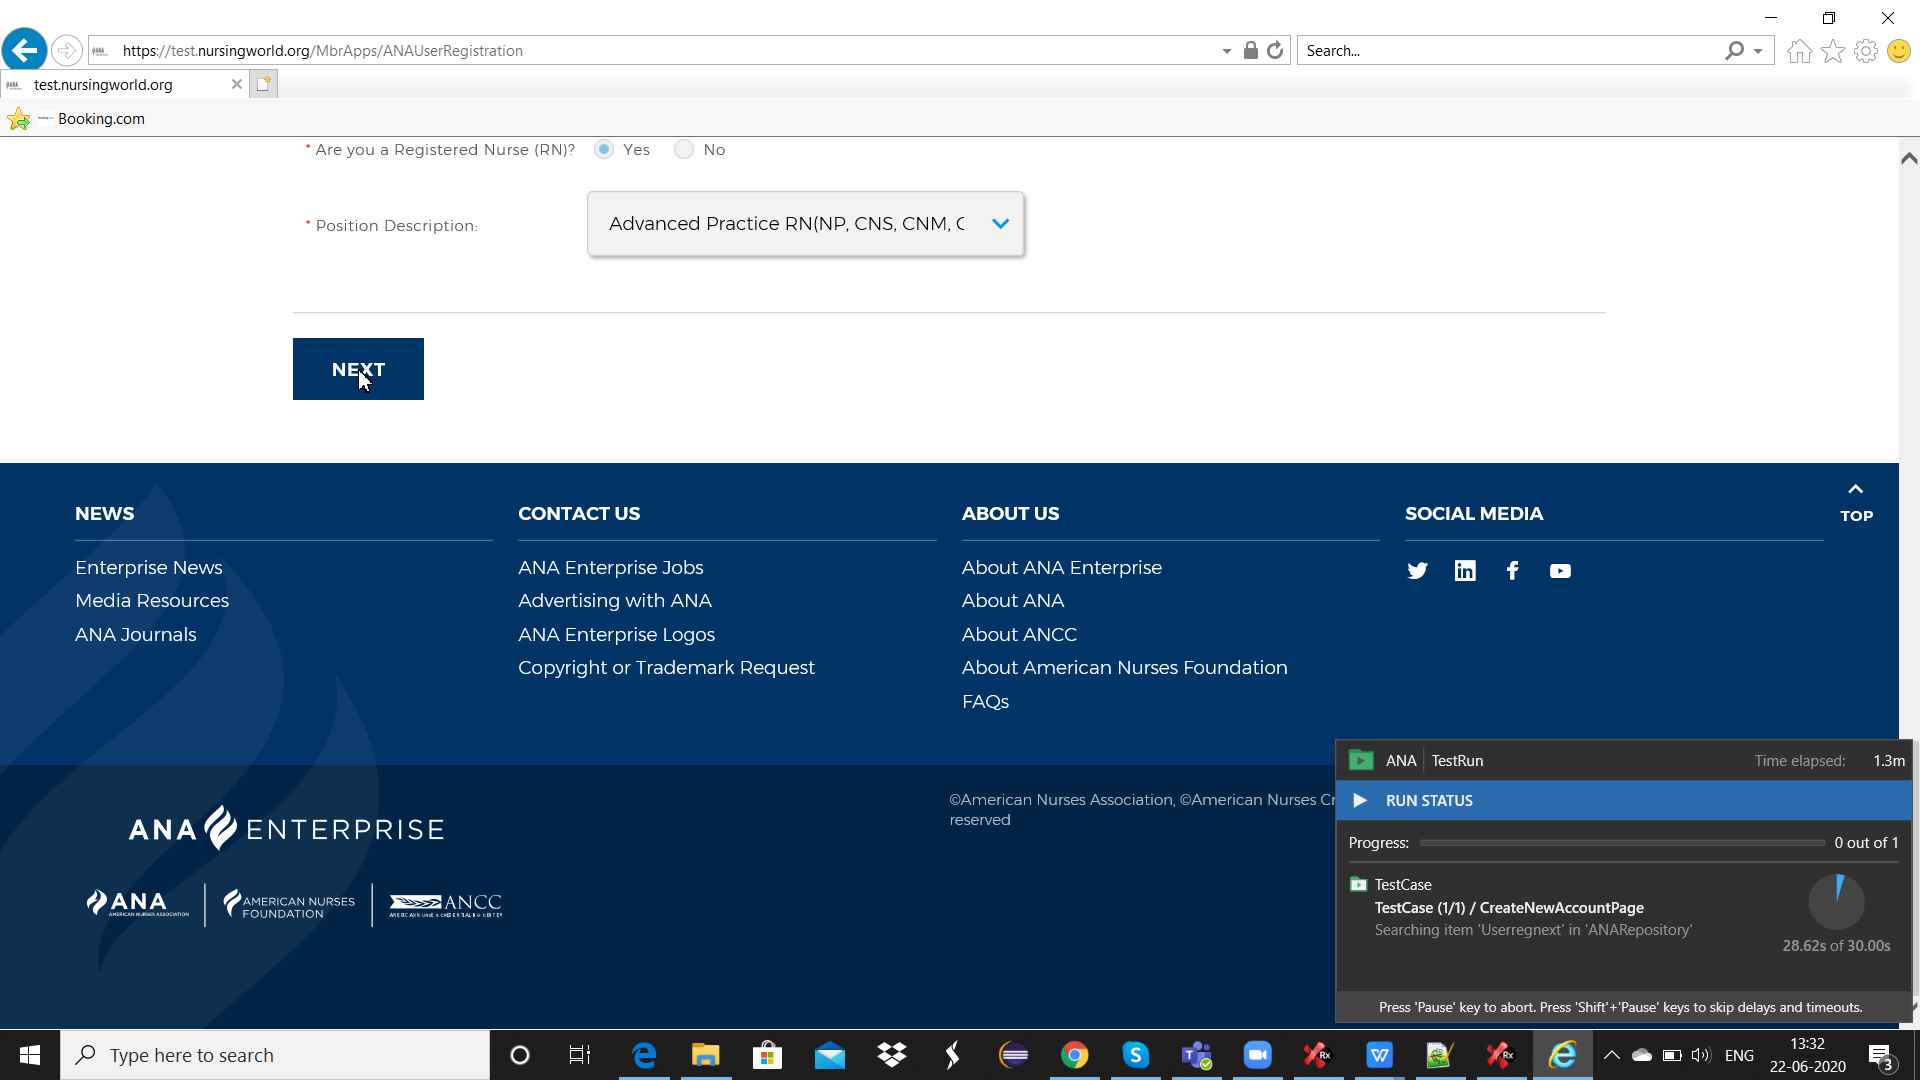 https://test.nursingworld.org/MbrApps/ANAUserRegistration
Search...
test.nursingworld.org
Booking.com
* Are you a Registered Nurse (RN)? Yes No
* Position Description: Advanced Practice RN(NP, CNS, CNM, C
NEXT
NEWS
Enterprise News
Media Resources
ANA Journals
CONTACT US
ANA Enterprise Jobs
Advertising with ANA
ANA Enterprise Logos
Copyright or Trademark Request
ABOUT US
About ANA Enterprise
About ANA
About ANCC
About American Nurses Foundation
FAQs
SOCIAL MEDIA
TOP
ANA ENTERPRISE
ANA
AMERICAN NURSES ASSOCIATION
AMERICAN NURSES
FOUNDATION
ANCC
©American Nurses Association, ©American Nurses Cr
reserved
ANA TestRun Time elapsed: 1.3m
RUN STATUS
Progress: 0 out of 1
TestCase
TestCase (1/1) / CreateNewAccountPage
Searching item 'Userregnext' in 'ANARepository'
28.62s of 30.00s
Press 'Pause' key to abort. Press 'Shift'+'Pause' keys to skip delays and timeouts.
Type here to search
ENG
13:32
22-06-2020
3